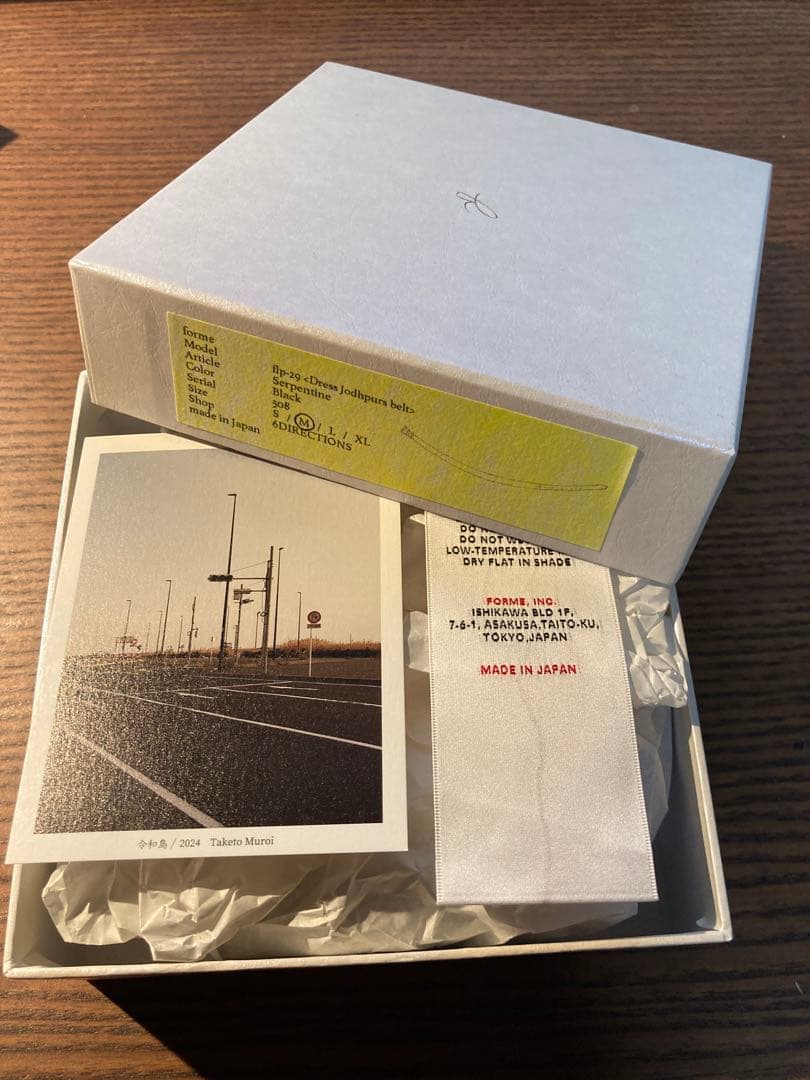 forme
Model flp-29 <Dress Jodhpurs belt>
Article Serpentine
Color Black
Serial 508
Size S / M / L / XL
Shop 6DIRECTIONS
made in Japan
令和島 / 2024 Taketo Muroi
DO
DO NOT
LOW-TEMPERATURE
DRY FLAT IN SHADE
FORME, INC.
ISHIKAWA BLD 1F,
7-6-1, ASAKUSA,TAITO-KU,
TOKYO,JAPAN
MADE IN JAPAN